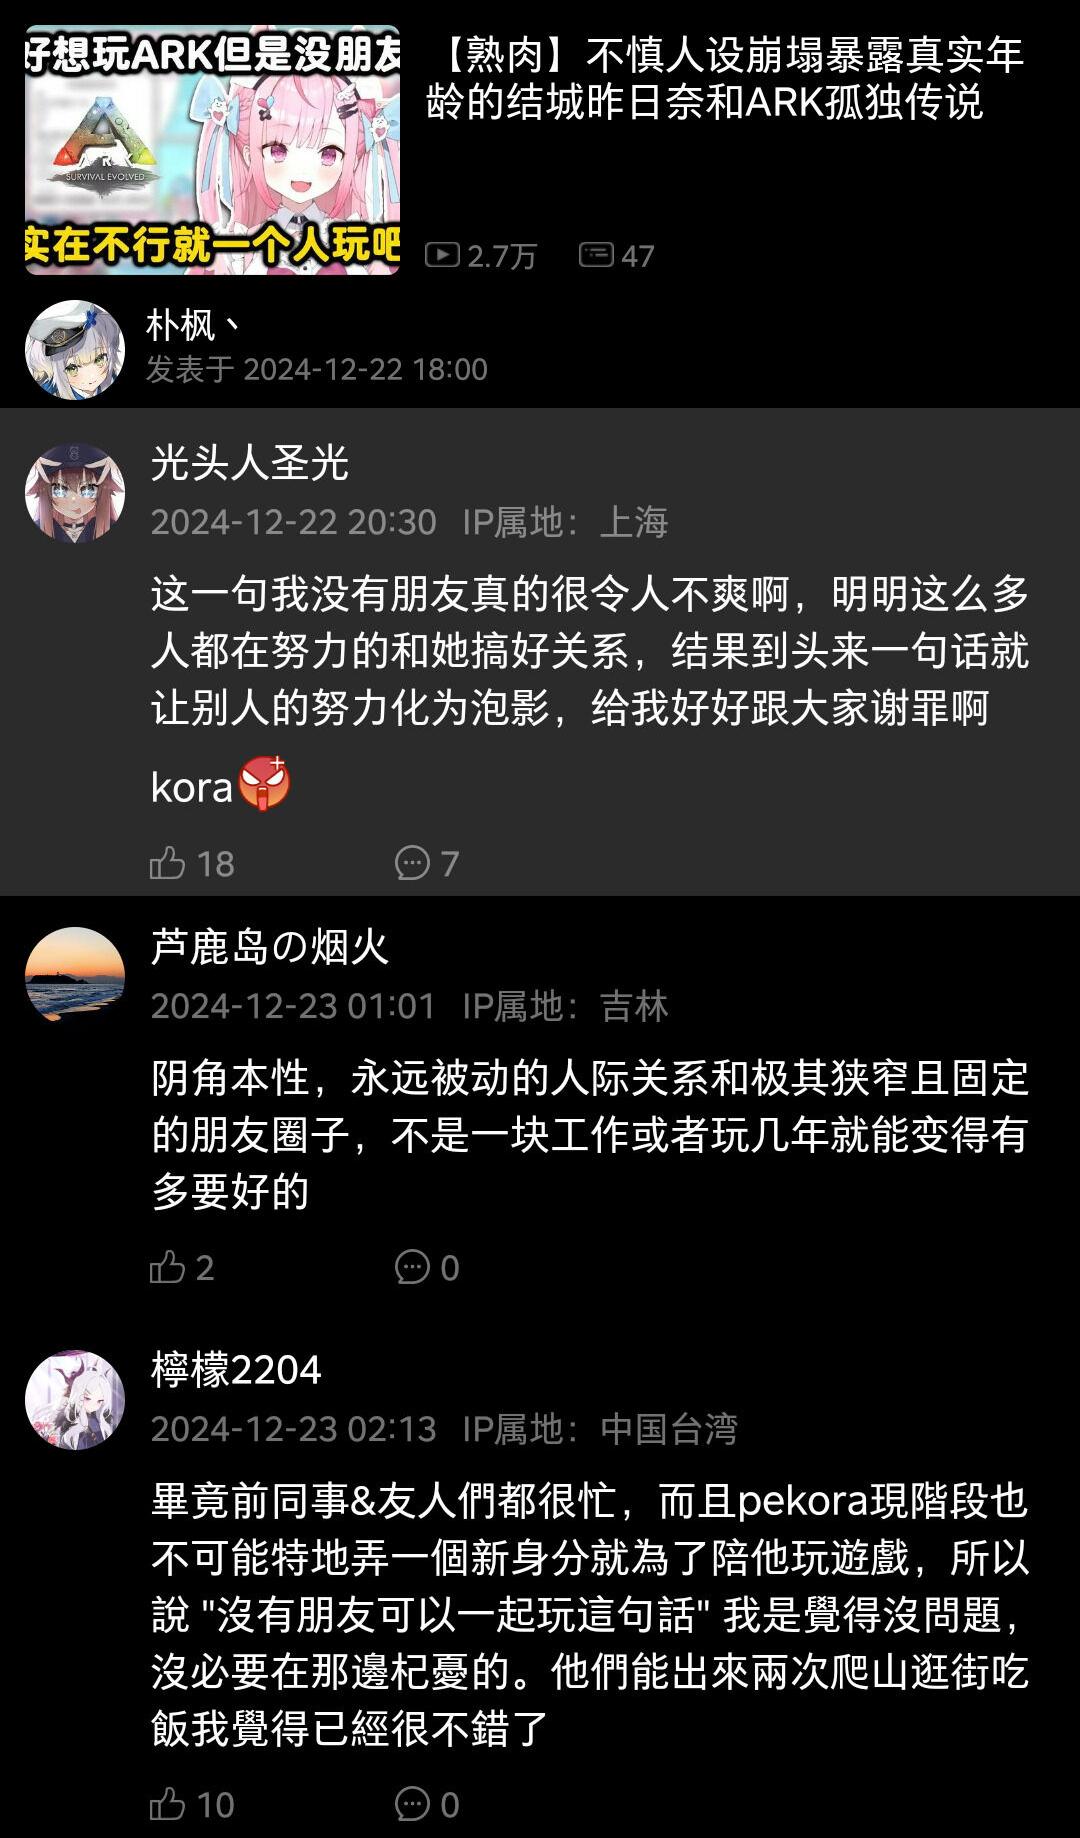 好想玩ARK但是没朋友
ARK
SURVIVAL EVOLVED
实在不行就一个人玩吧
【熟肉】不慎人设崩塌暴露真实年
龄的结城昨日奈和ARK孤独传说
2.7万 47
朴枫丶
发表于 2024-12-22 18:00
光头人圣光
2024-12-22 20:30 IP属地：上海
这一句我没有朋友真的很令人不爽啊，明明这么多
人都在努力的和她搞好关系，结果到头来一句话就
让别人的努力化为泡影，给我好好跟大家谢罪啊
kora
18 7
芦鹿岛の烟火
2024-12-23 01:01 IP属地：吉林
阴角本性，永远被动的人际关系和极其狭窄且固定
的朋友圈子，不是一块工作或者玩几年就能变得有
多要好的
2 0
檸檬2204
2024-12-23 02:13 IP属地：中国台湾
畢竟前同事&友人們都很忙，而且pekora現階段也
不可能特地弄一個新身分就為了陪他玩遊戲，所以
說 "沒有朋友可以一起玩這句話" 我是覺得沒問題，
沒必要在那邊杞憂的。他們能出來兩次爬山逛街吃
飯我覺得已經很不錯了
10 0